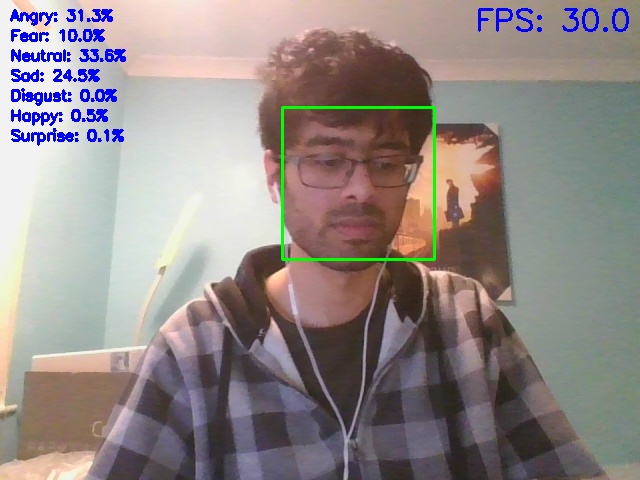 Angry: 31.3%
Fear: 10.0%
Neutral: 33.6%
Sad: 24.5%
Disgust: 0.0%
Happy: 0.5%
Surprise: 0.1%
FPS: 30.0